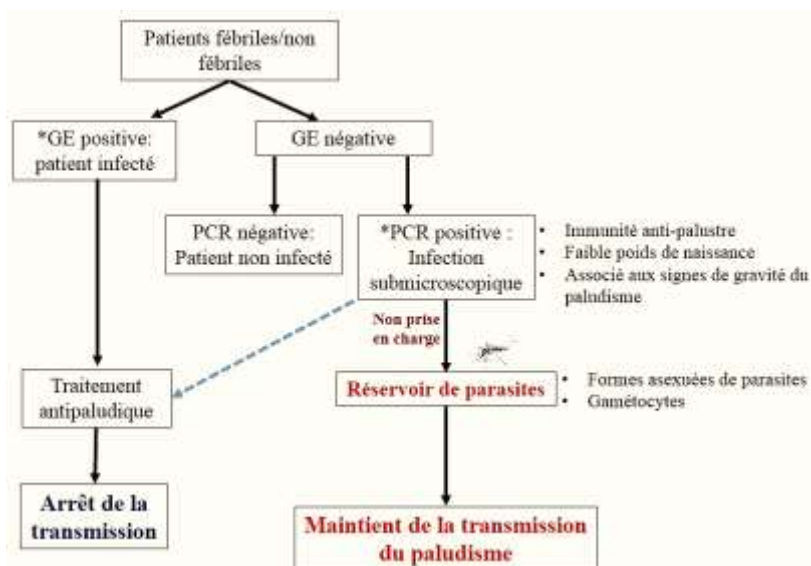 Patients fébriles/non
fébriles
*GE positive:
patient infecté
GE négative
PCR négative:
Patient non infecté
*PCR positive :
Infection
submicroscopique
• Immunité anti-palustre
• Faible poids de naissance
• Associé aux signes de gravité du
paludisme
Non prise
en charge
Traitement
antipaludique
Réservoir de parasites
• Formes asexuées de parasites
• Gamétocytes
Arrêt de la
transmission
Maintient de la transmission
du paludisme